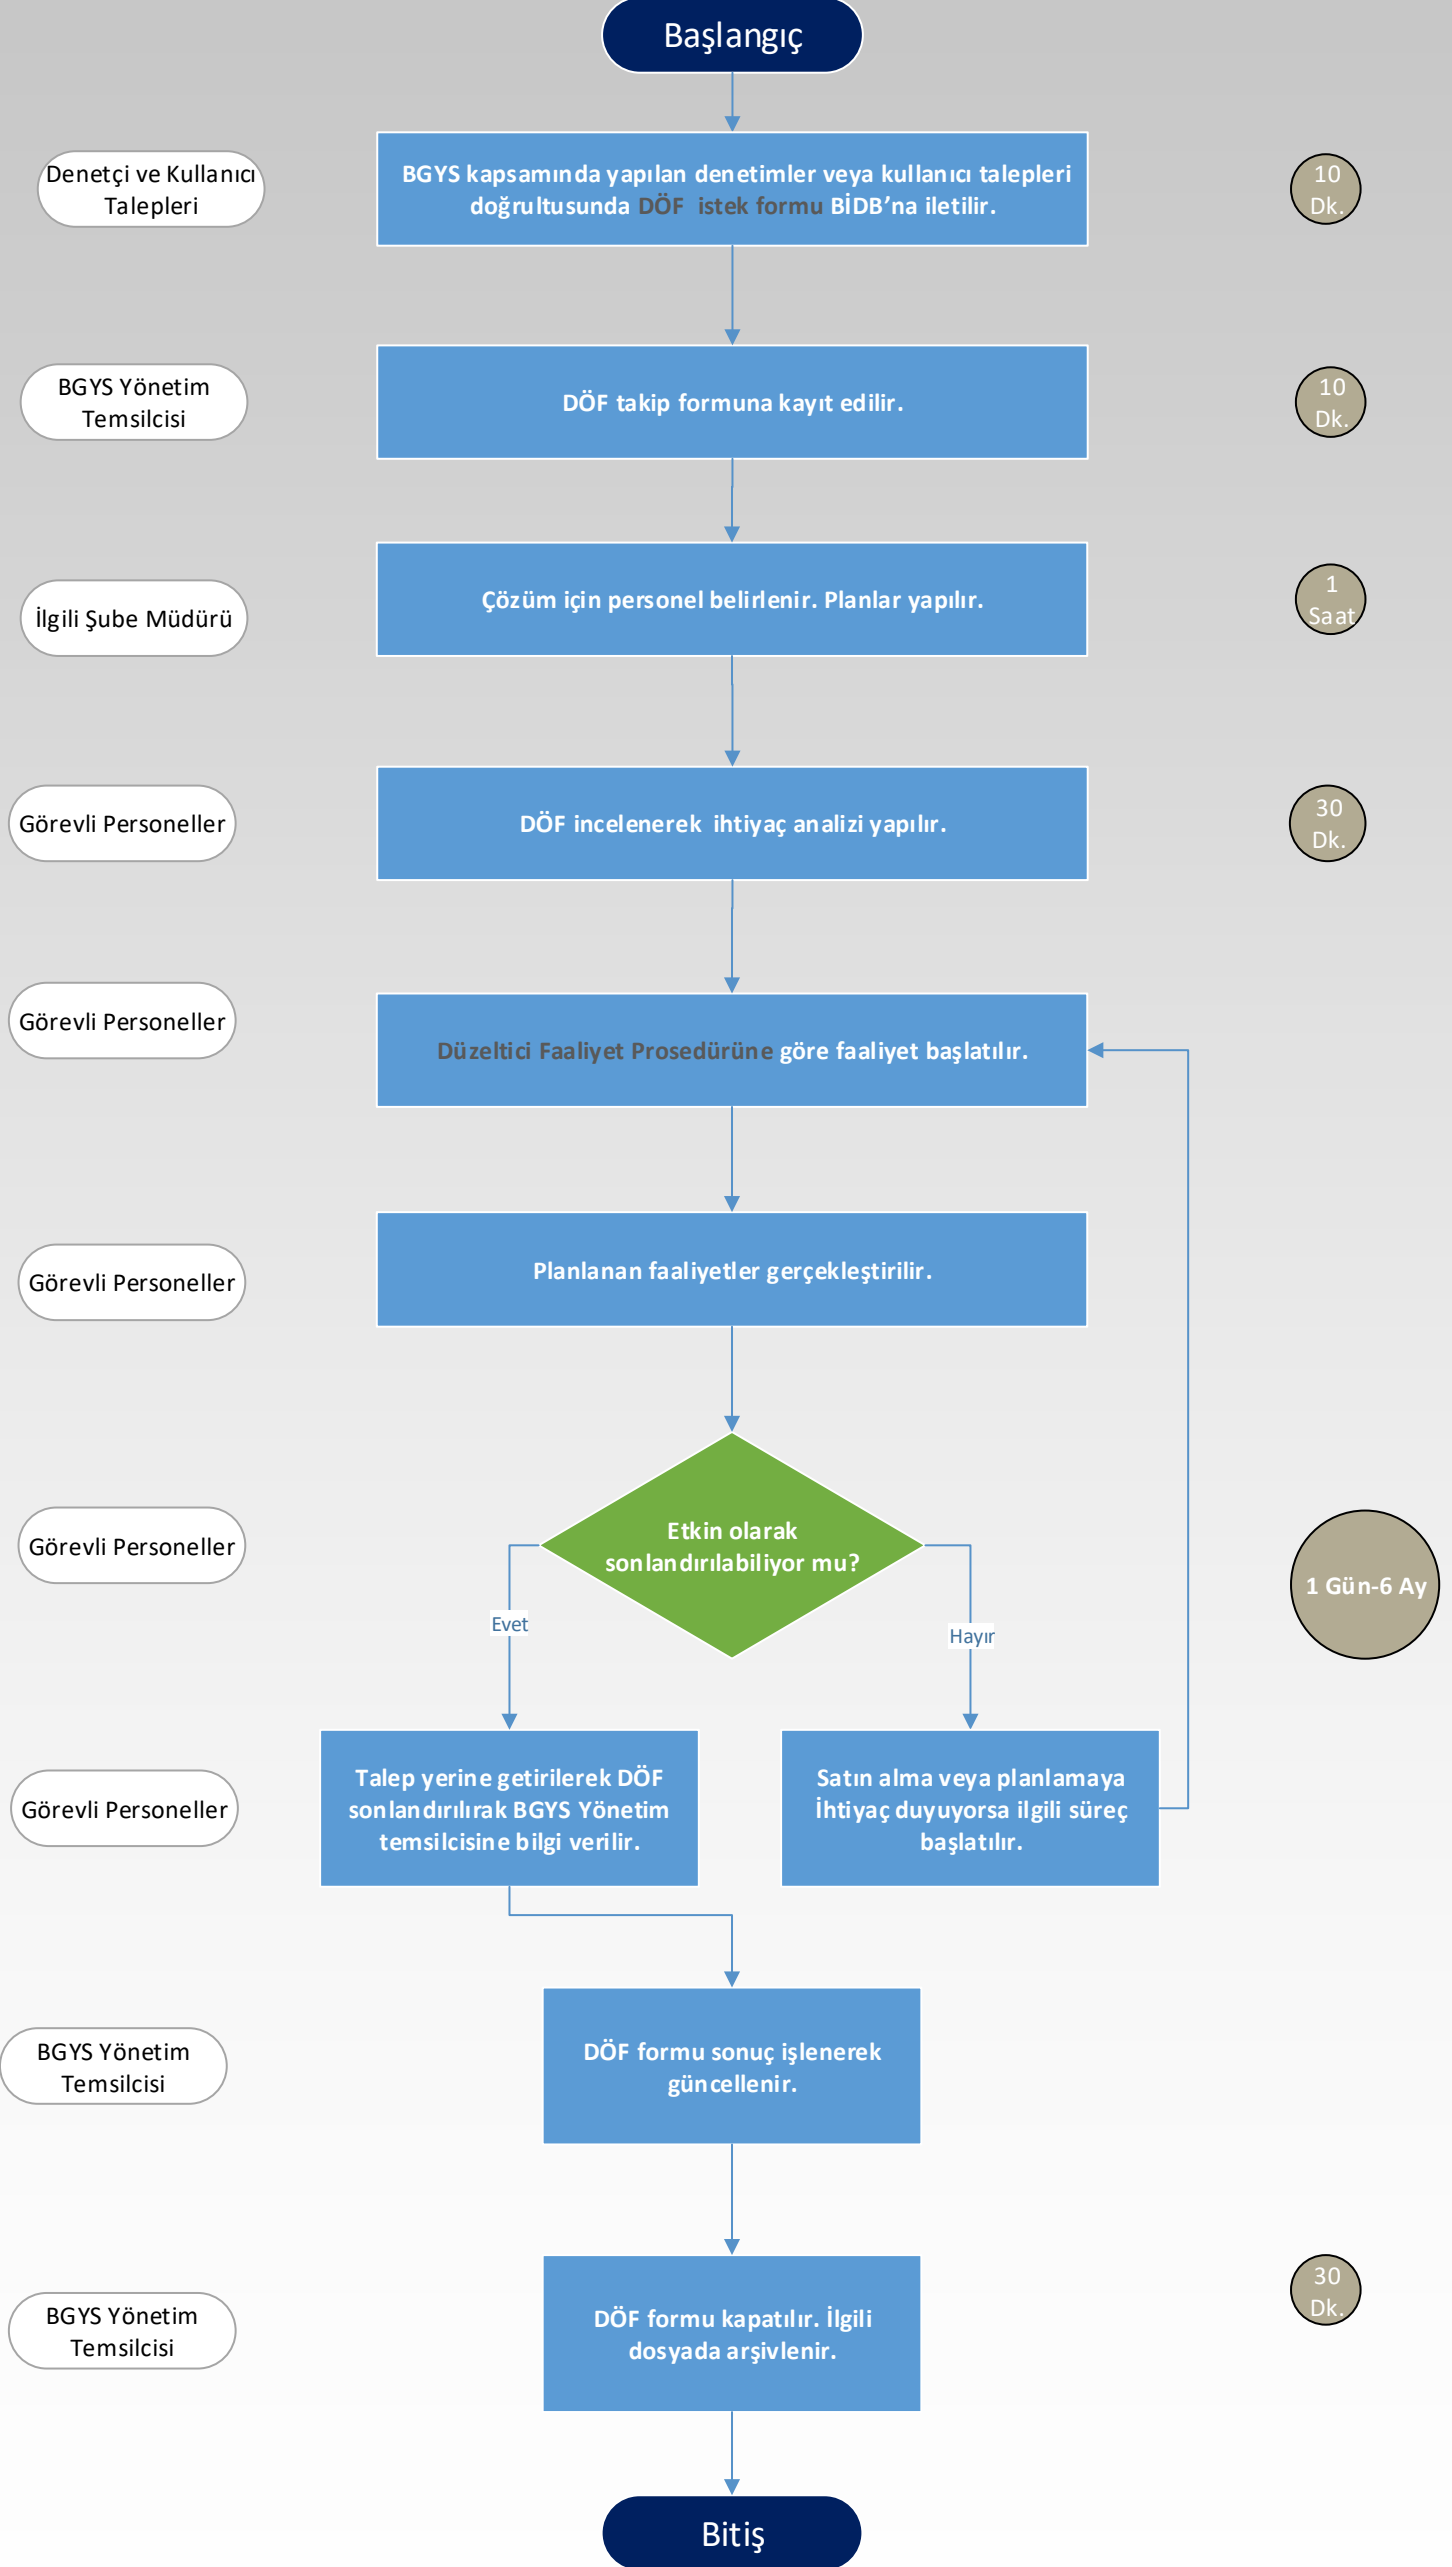 Başlangıç
Denetçi ve Kullanıcı
Talepleri
BGYS kapsamında yapılan denetimler veya kullanıcı talepleri
doğrultusunda DÖF istek formu BİDB’na iletilir.
10
Dk.
BGYS Yönetim
Temsilcisi
DÖF takip formuna kayıt edilir.
10
Dk.
İlgili Şube Müdürü
Çözüm için personel belirlenir. Planlar yapılır.
1
Saat
Görevli Personeller
DÖF incelenerek ihtiyaç analizi yapılır.
30
Dk.
Görevli Personeller
Düzeltici Faaliyet Prosedürüne göre faaliyet başlatılır.
Görevli Personeller
Planlanan faaliyetler gerçekleştirilir.
Görevli Personeller
Etkin olarak
sonlandırılabiliyor mu?
1 Gün-6 Ay
Evet
Hayır
Görevli Personeller
Talep yerine getirilerek DÖF
sonlandırılırak BGYS Yönetim
temsilcisine bilgi verilir.
Satın alma veya planlamaya
İhtiyaç duyuyorsa ilgili süreç
başlatılır.
BGYS Yönetim
Temsilcisi
DÖF formu sonuç işlenerek
güncellenir.
BGYS Yönetim
Temsilcisi
DÖF formu kapatılır. İlgili
dosyada arşivlenir.
30
Dk.
Bitiş